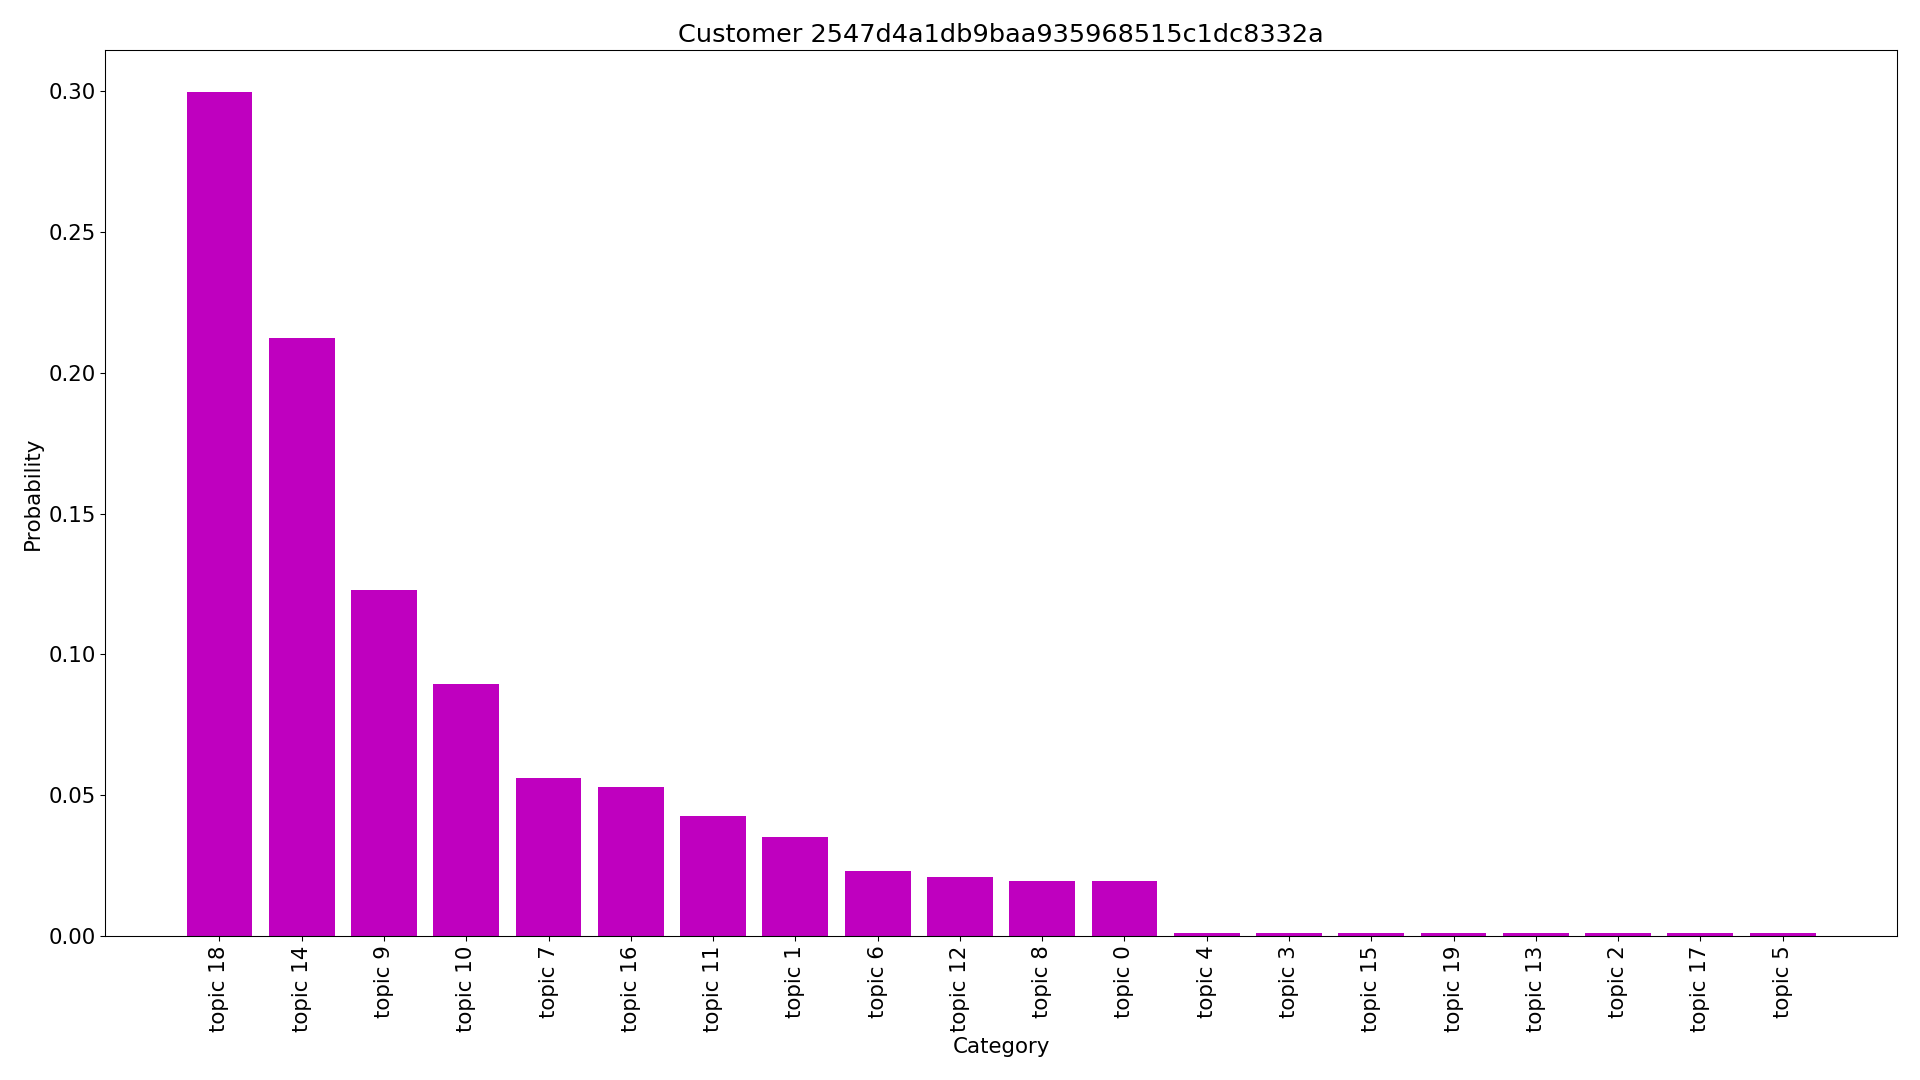 Customer 2547d4a1db9baa935968515c1dc8332a
0.30
0.25
0.20
0.15
0.10
0.05
0.00
Probability
topic 18
topic 14
topic 9
topic 10
topic 7
topic 16
topic 11
topic 1
topic 6
topic 12
topic 8
topic 0
topic 4
topic 3
topic 15
topic 19
topic 13
topic 2
topic 17
topic 5
Category